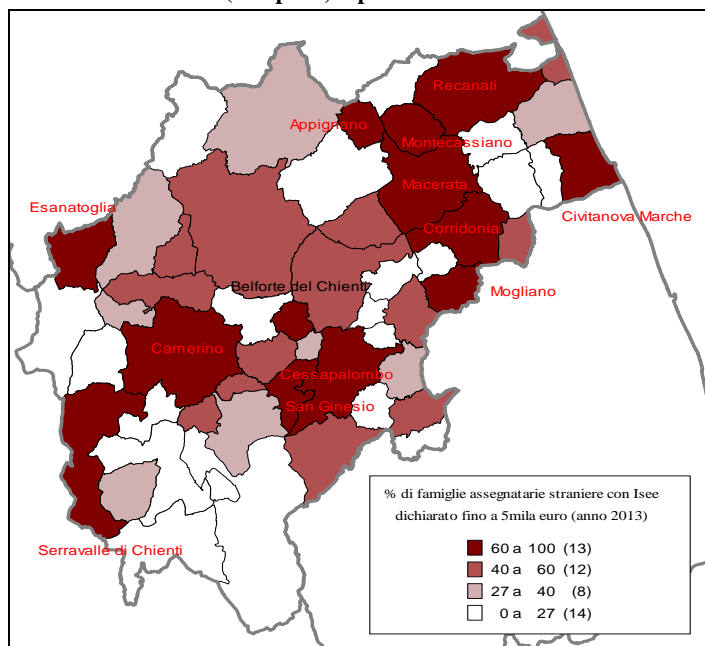 Recanati
Appignano
Montecassiano
Macerata
Esanatoglia
Civitanova Marche
Corridonia
Belforte del Chienti
Mogliano
Camerino
Cessapalombo
San Ginesio
Serravalle di Chienti
% di famiglie assegnatarie straniere con Isee
dichiarato fino a 5mila euro (anno 2013)
60 a 100 (13)
40 a 60 (12)
27 a 40 (8)
0 a 27 (14)